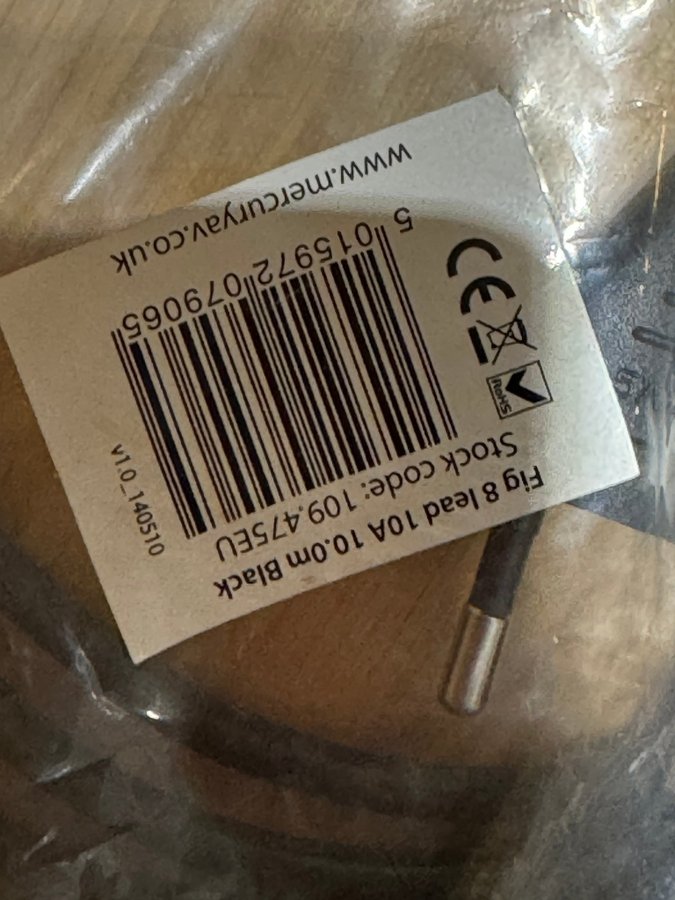 Fig 8 lead 10A 10.0m Black
Stock code: 109.475EU
RoHS
CE
v1.0_140510
5 015972 079065
www.mercuryav.co.uk